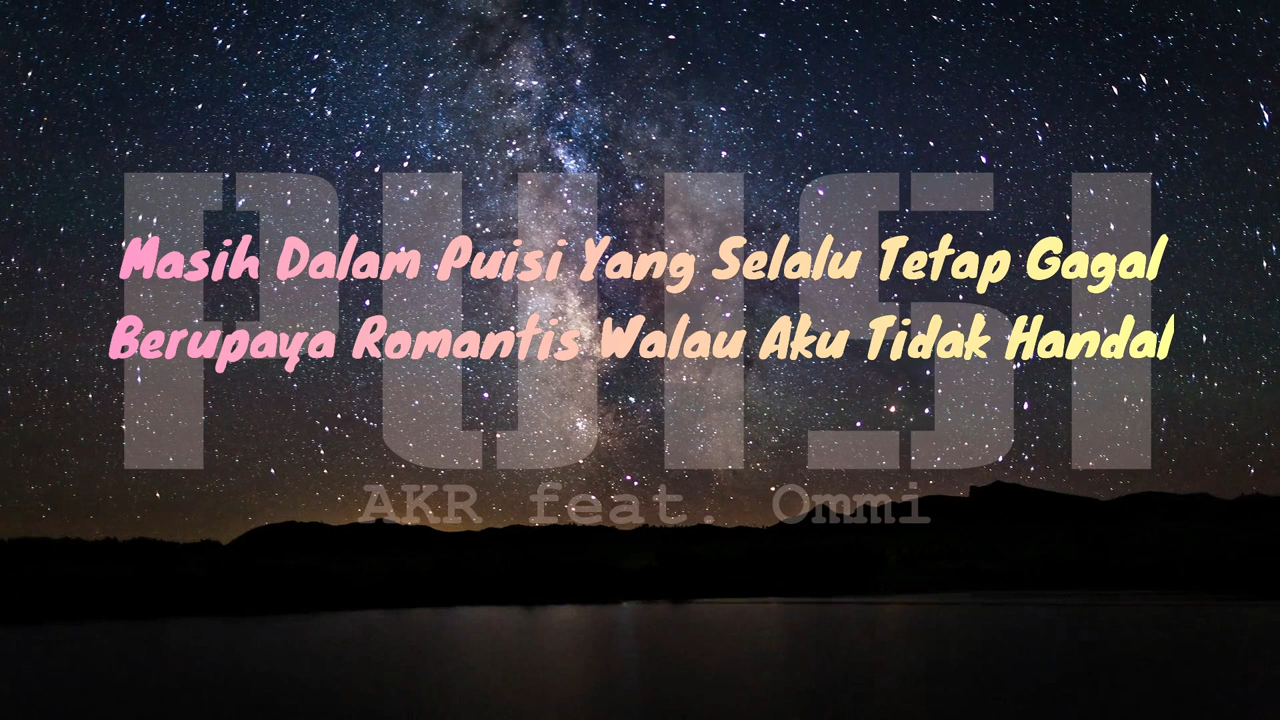 PUISI
Masih Dalam Puisi Yang Selalu Tetap Gagal
Berupaya Romantis Walau Aku Tidak Handal
AKR feat. Ommi